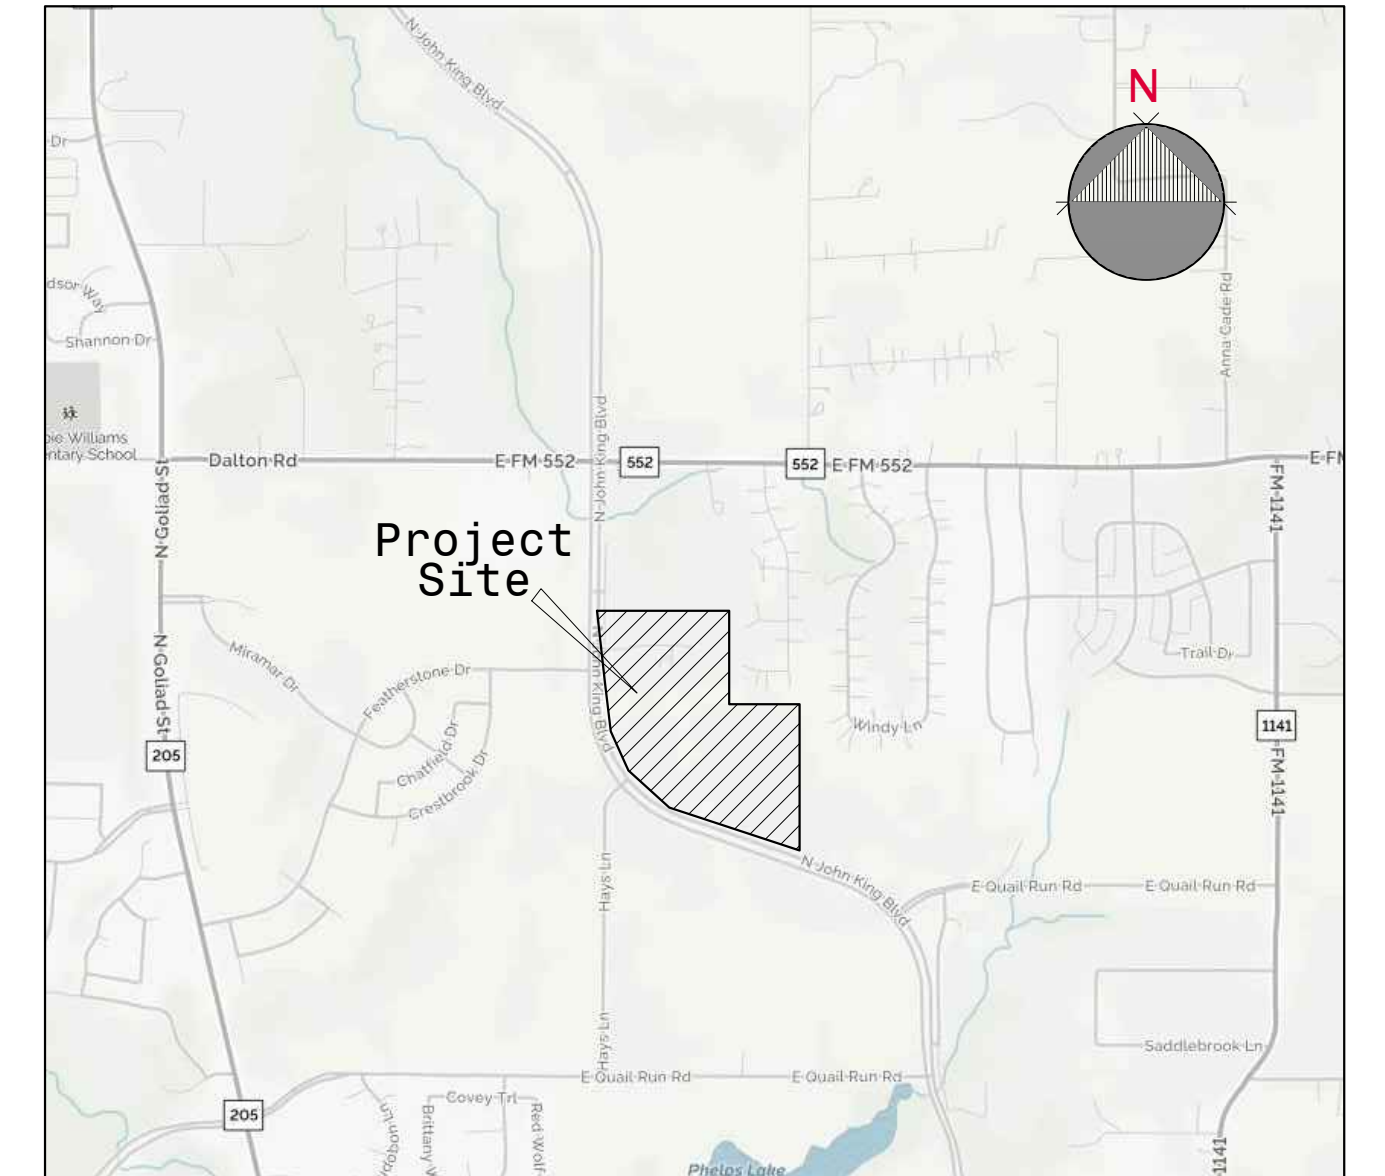 N John King Blvd
N
Dr
dsor Way
Shannon Dr
Anna Cade Rd
bie Williams
entary School
N John King Blvd
Dalton Rd
E FM 552
552
552
E FM 552
E FM
N Goliad St
FM 1141
Project
Site
N John King Blvd
Miramar Dr
Featherstone Dr
N Goliad St
Trail Dr
Windy Ln
1141
205
Chatfield Dr
Crestbrook Dr
FM 1141
N John King Blvd
Hays Ln
E Quail Run Rd
E Quail Run Rd
Hays Ln
Saddlebrook Ln
E Quail Run Rd
E Quail Run Rd
205
Covey Trl
Brittany W
Red Wolf
1141
Phelps Lake